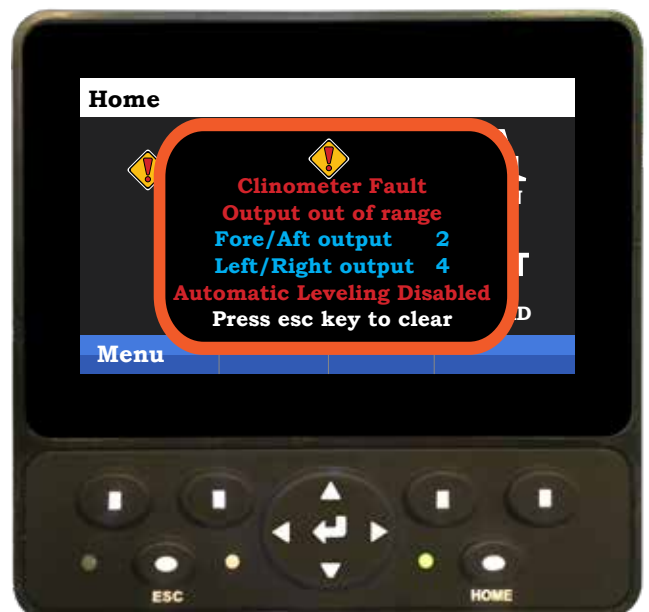 Home
Clinometer Fault
Output out of range
Fore/Aft output 2
Left/Right output 4
Automatic Leveling Disabled
Press esc key to clear
Menu
ESC
HOME